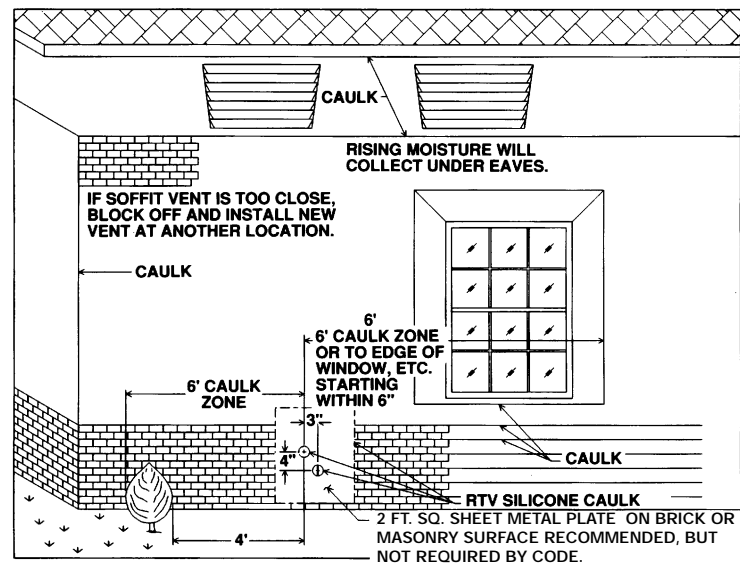 CAULK
RISING MOISTURE WILL
COLLECT UNDER EAVES.
IF SOFFIT VENT IS TOO CLOSE,
BLOCK OFF AND INSTALL NEW
VENT AT ANOTHER LOCATION.
CAULK
6'
6' CAULK ZONE
OR TO EDGE OF
WINDOW, ETC.
STARTING
WITHIN 6"
6' CAULK
ZONE
3"
4"
CAULK
RTV SILICONE CAULK
2 FT. SQ. SHEET METAL PLATE ON BRICK OR
MASONRY SURFACE RECOMMENDED, BUT
NOT REQUIRED BY CODE.
4'